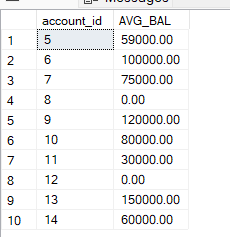 Messages
account_id AVG_BAL
1 5 59000.00
2 6 100000.00
3 7 75000.00
4 8 0.00
5 9 120000.00
6 10 80000.00
7 11 30000.00
8 12 0.00
9 13 150000.00
10 14 60000.00